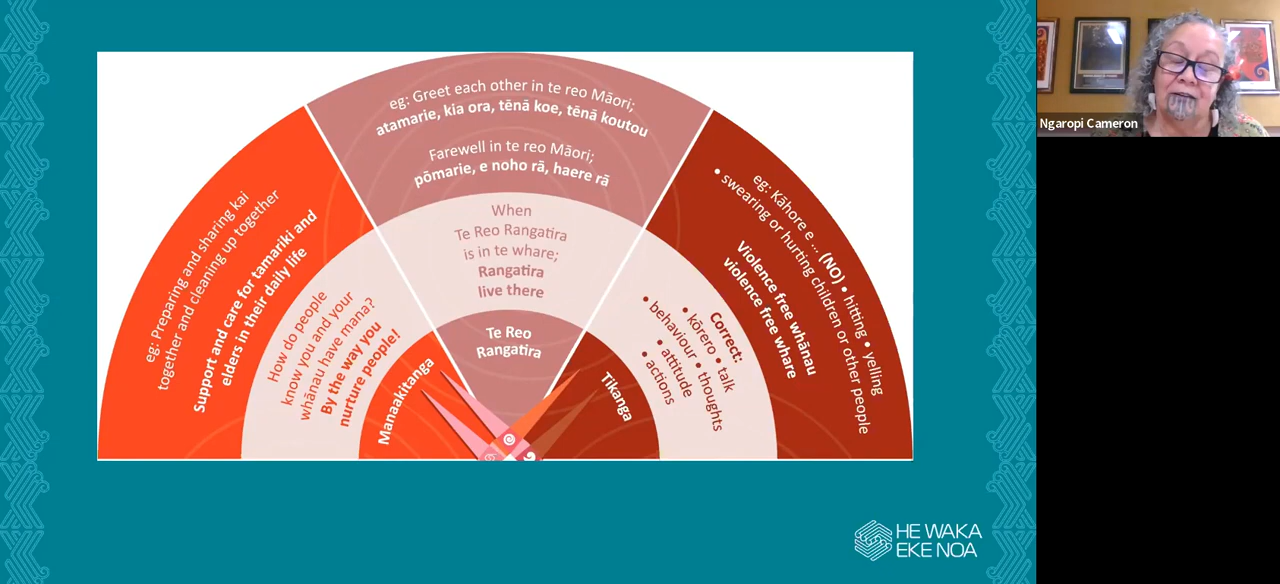 eg: Preparing and sharing kai
together and cleaning up together
Support and care for tamariki and
elders in their daily life
How do people
know you and your
whānau have mana?
By the way you
nurture people!
Manaakitanga
eg: Greet each other in te reo Māori;
atamarie, kia ora, tēnā koe, tēnā koutou
Farewell in te reo Māori;
pōmarie, e noho rā, haere rā
When
Te Reo Rangatira
is in te whare;
Rangatira
live there
Te Reo
Rangatira
eg: Kāhore e ... (NO) • hitting • yelling
• swearing or hurting children or other people
Violence free whānau
violence free whare
Correct:
• kōrero • talk
• behaviour • thoughts
• attitude
• actions
Tikanga
Ngaropi Cameron
HE WAKA
EKE NOA